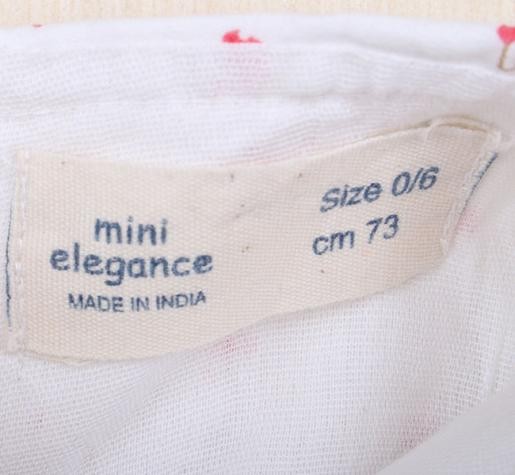 mini
elegance
MADE IN INDIA
Size 0/6
cm 73